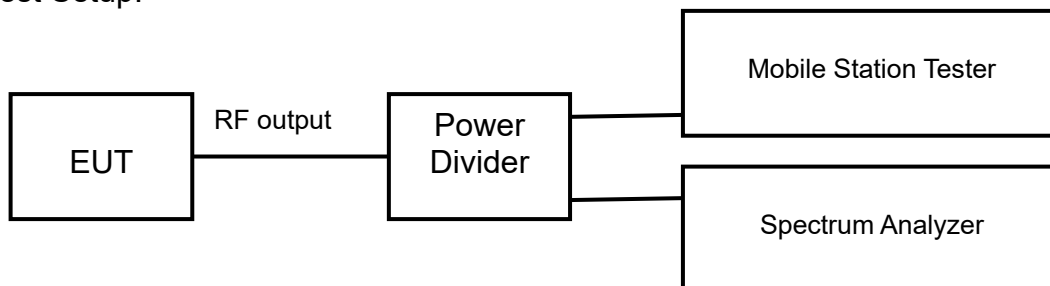 EUT
RF output
Power
Divider
Mobile Station Tester
Spectrum Analyzer